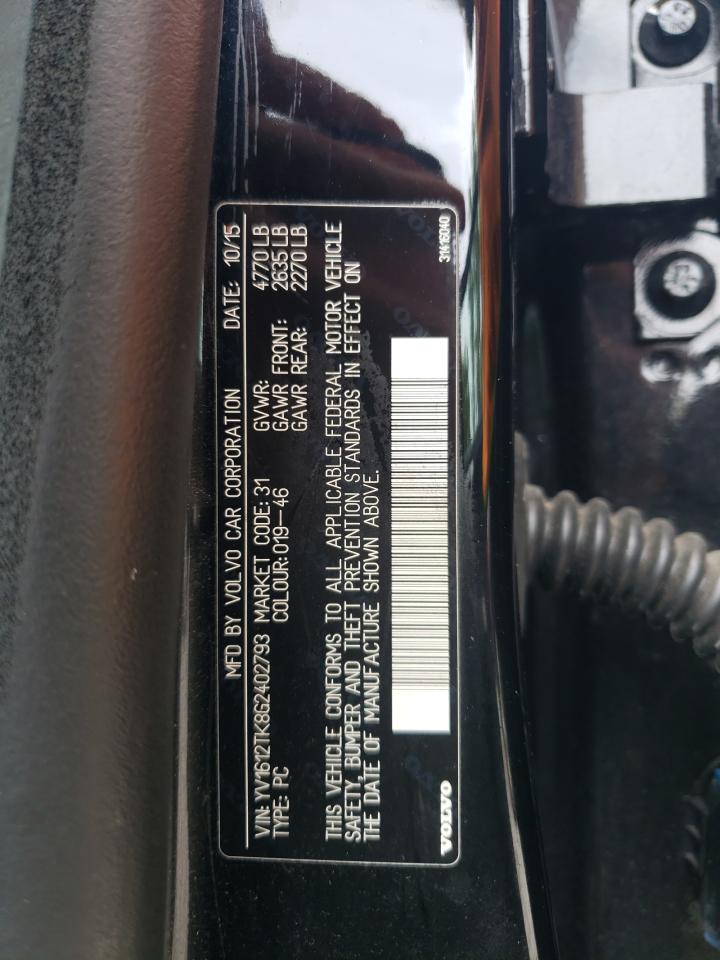 MFD BY VOLVO CAR CORPORATION DATE: 10/15
VIN: YV1612TK8G2402793 MARKET CODE: 31 GVWR: 4770 LB
TYPE: PC COLOUR: 019—46 GAWR FRONT: 2635 LB
GAWR REAR: 2270 LB
THIS VEHICLE CONFORMS TO ALL APPLICABLE FEDERAL MOTOR VEHICLE
SAFETY, BUMPER AND THEFT PREVENTION STANDARDS IN EFFECT ON
THE DATE OF MANUFACTURE SHOWN ABOVE.
VOLVO 31416040